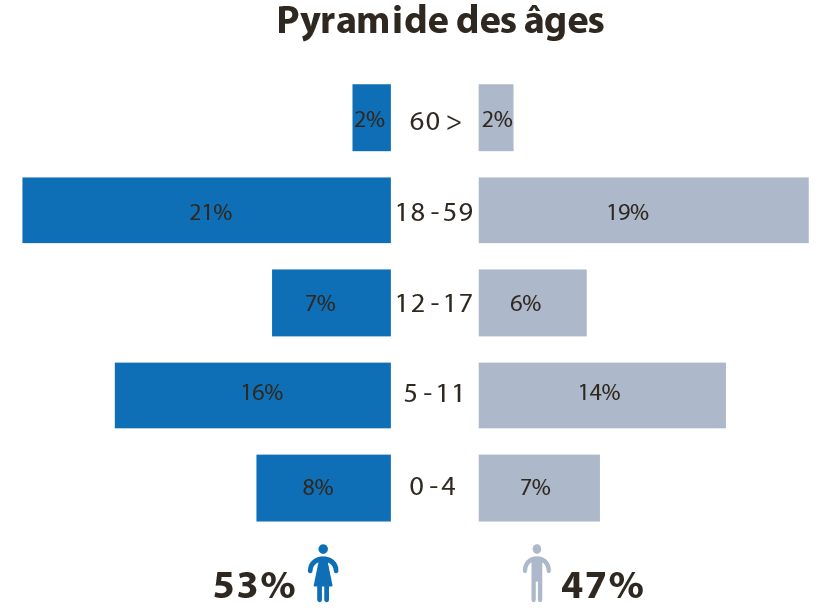 Pyramide des âges
2% 60 > 2%
21% 18 - 59 19%
7% 12 - 17 6%
16% 5 - 11 14%
8% 0 - 4 7%
53% 47%